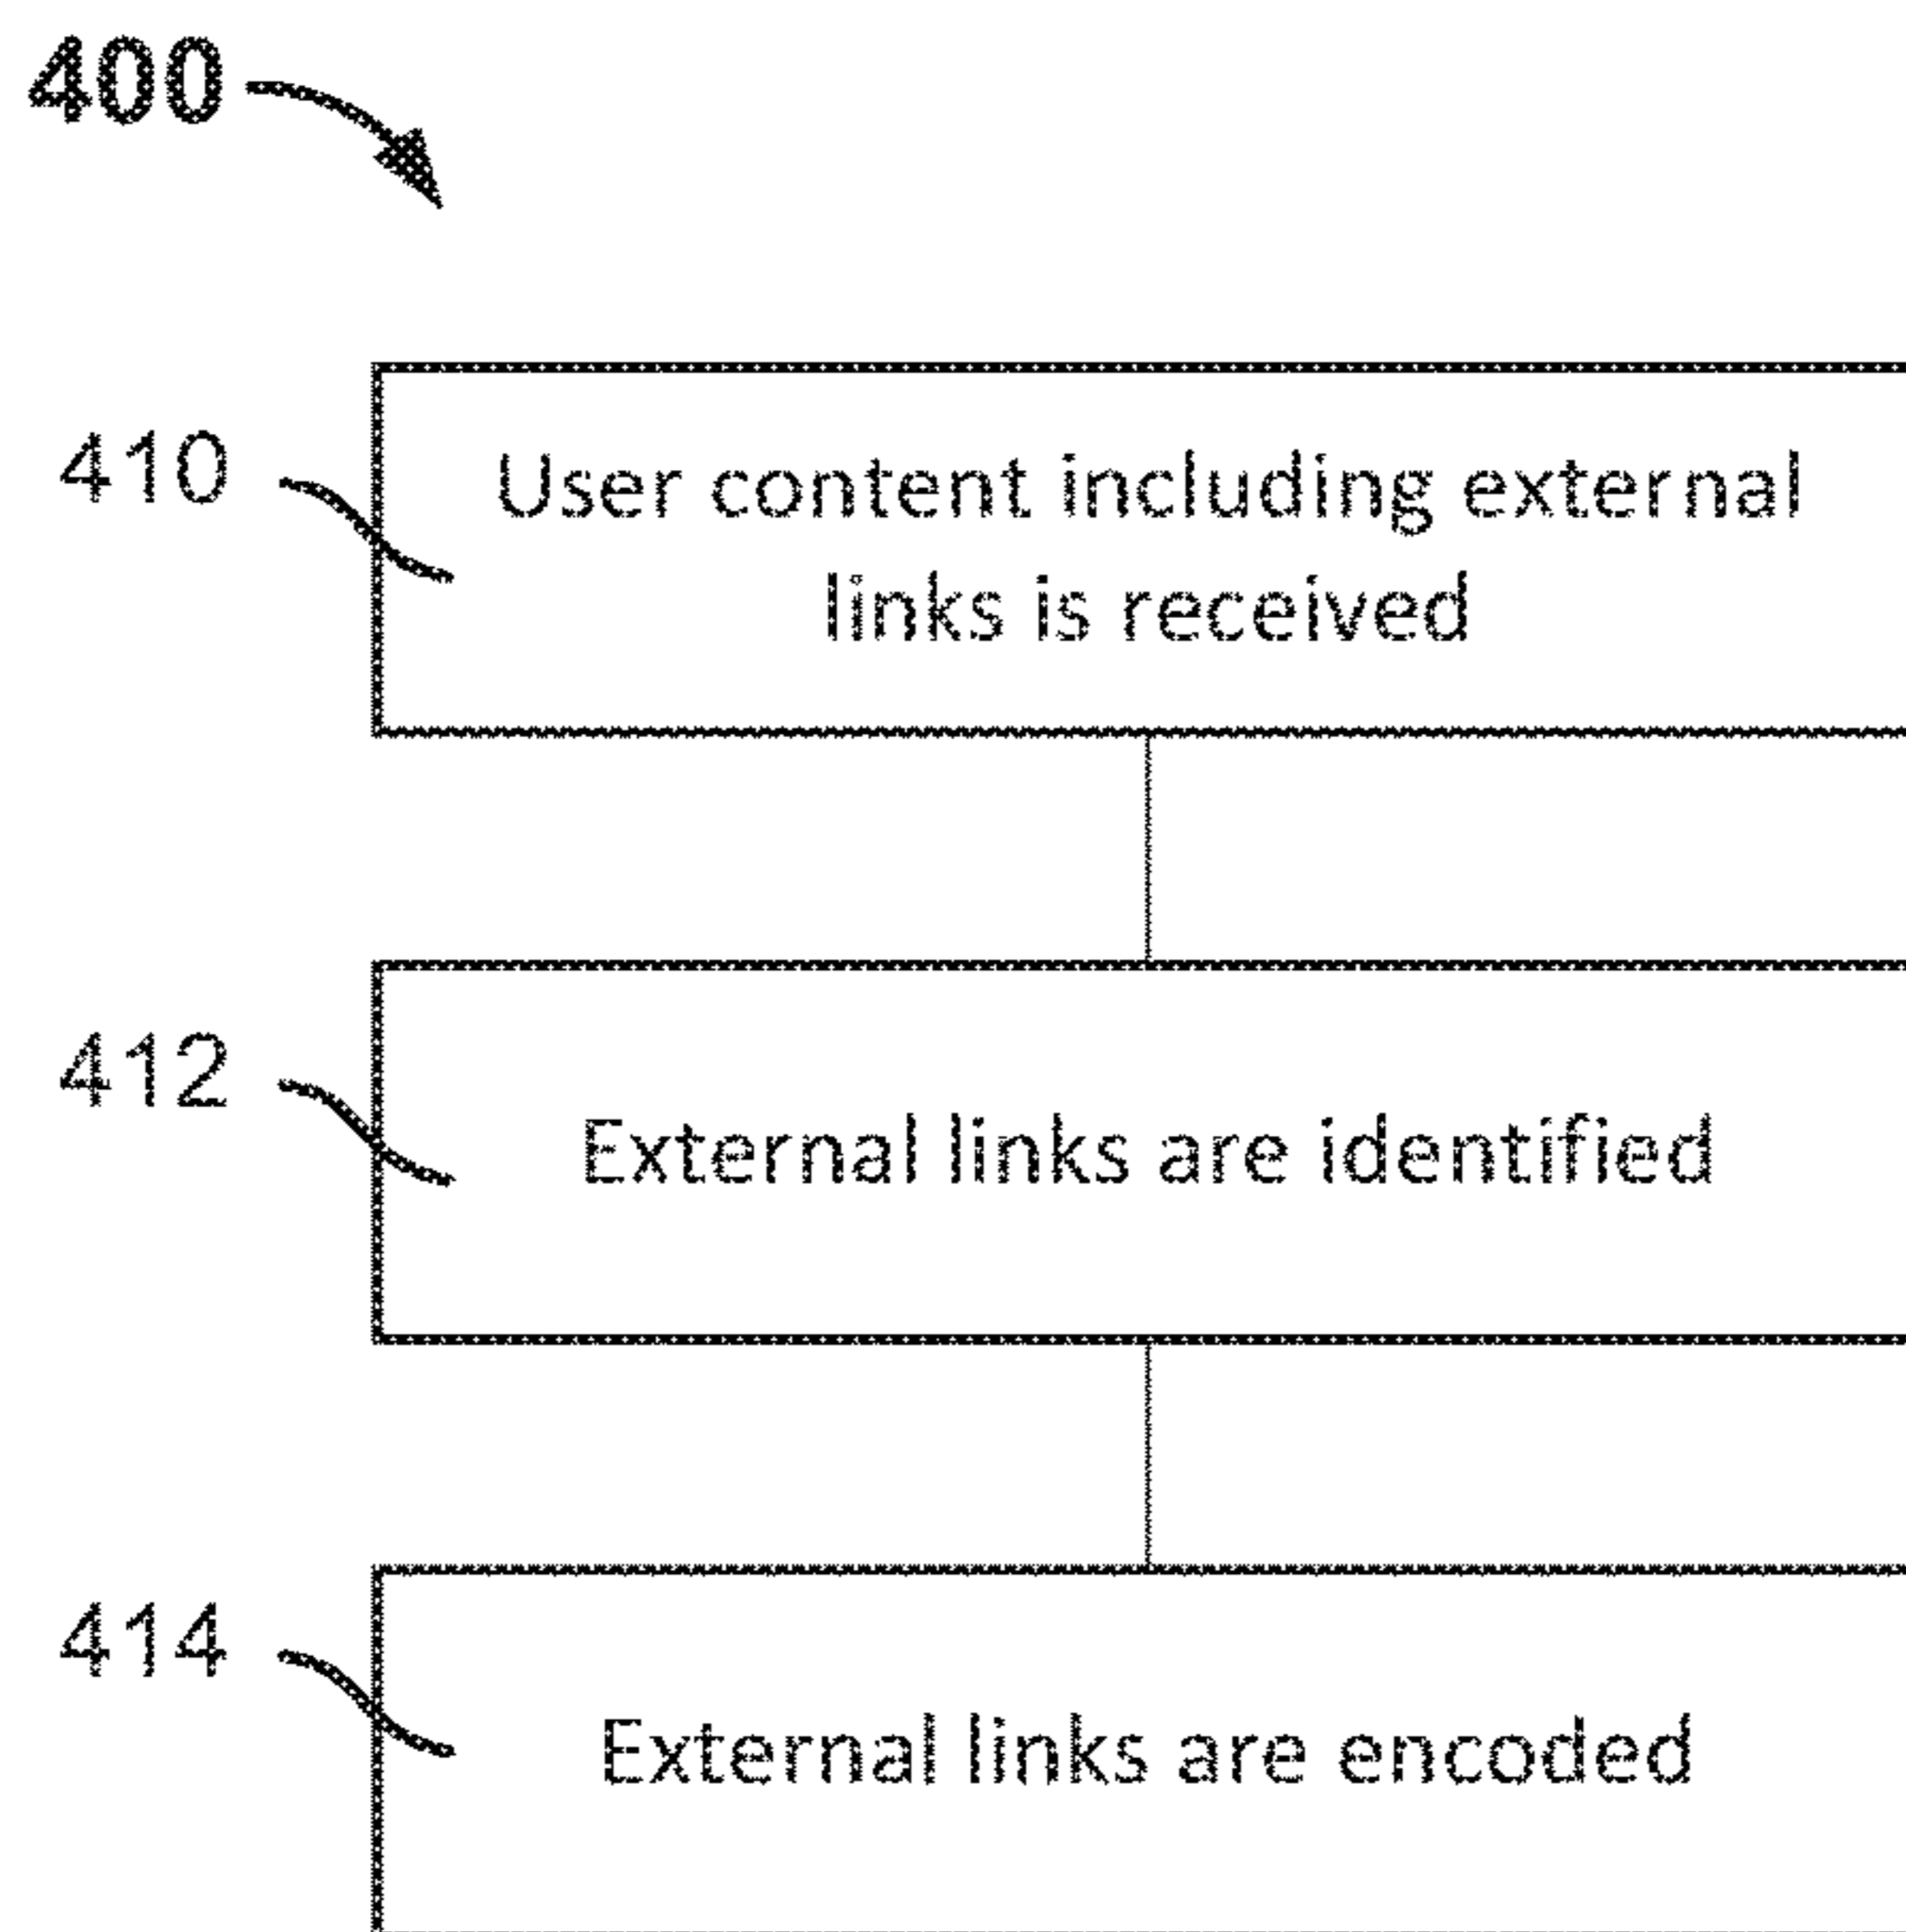 400
410
User content including external
links is received
412
External links are identified
414
External links are encoded